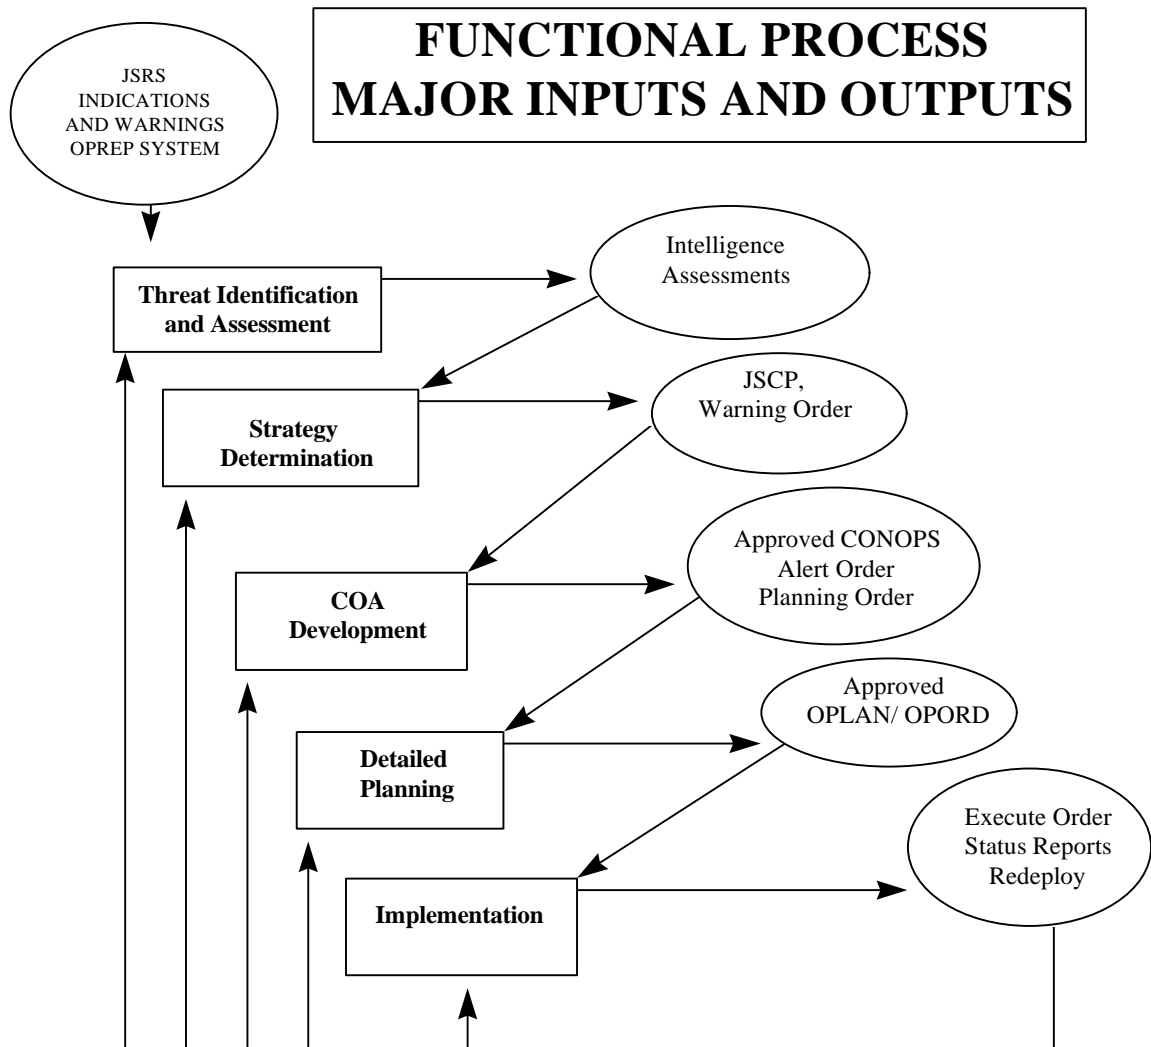 FUNCTIONAL PROCESS
MAJOR INPUTS AND OUTPUTS
JSRS
INDICATIONS
AND WARNINGS
OPREP SYSTEM
Threat Identification
and Assessment
Intelligence
Assessments
Strategy
Determination
JSCP,
Warning Order
COA
Development
Approved CONOPS
Alert Order
Planning Order
Detailed
Planning
Approved
OPLAN/ OPORD
Implementation
Execute Order
Status Reports
Redeploy